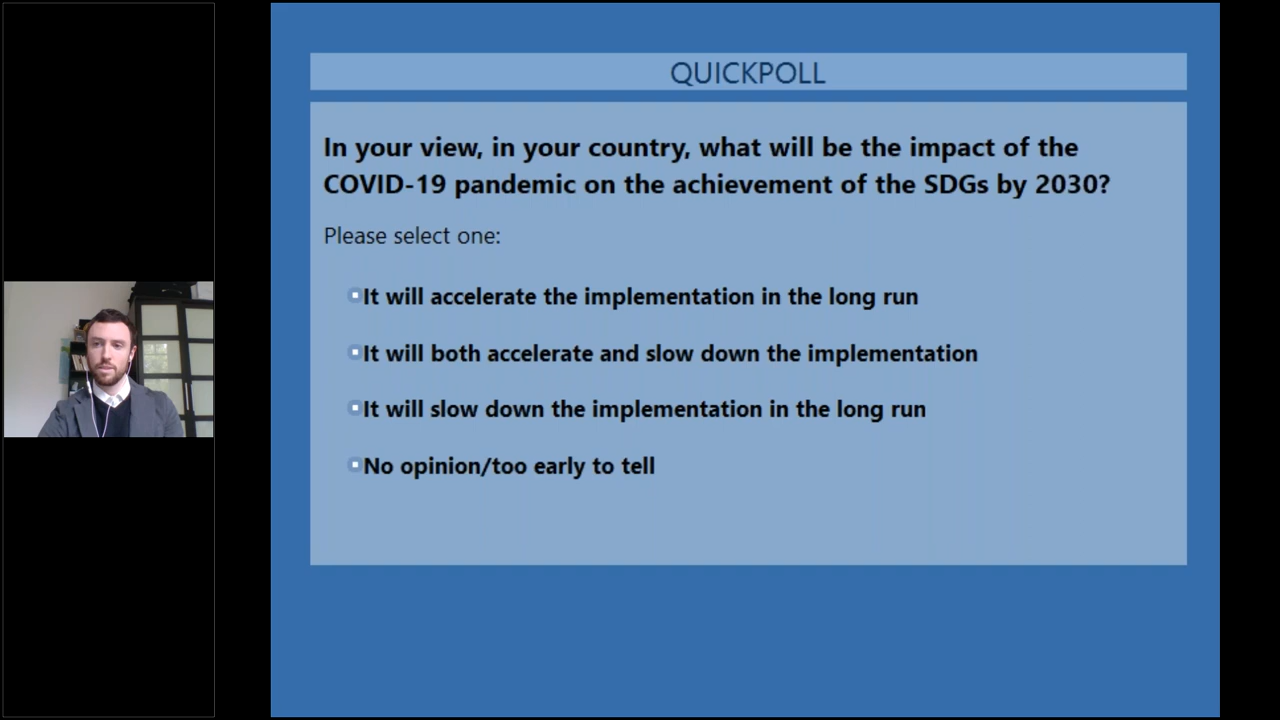 QUICKPOLL
In your view, in your country, what will be the impact of the
COVID-19 pandemic on the achievement of the SDGs by 2030?
Please select one:
It will accelerate the implementation in the long run
It will both accelerate and slow down the implementation
It will slow down the implementation in the long run
No opinion/too early to tell